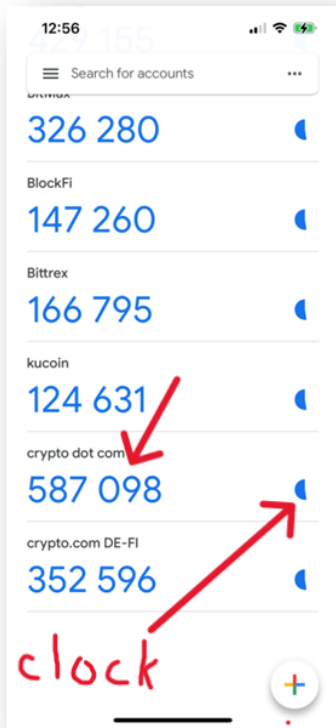 429 155
12:56
Search for accounts
BitMax
326 280
BlockFi
147 260
Bittrex
166 795
kucoin
124 631
crypto dot com
587 098
crypto.com DE-FI
352 596
clock